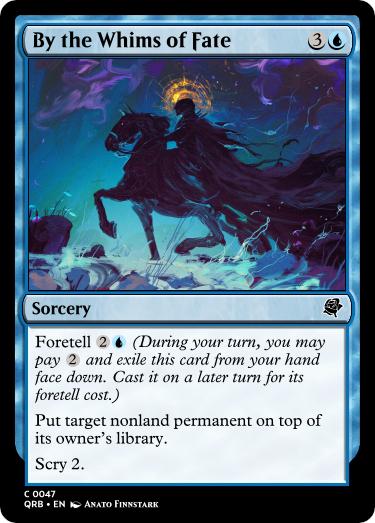 By the Whims of Fate 3
Sorcery
Foretell 2 (During your turn, you may
pay 2 and exile this card from your hand
face down. Cast it on a later turn for its
foretell cost.)
Put target nonland permanent on top of
its owner's library.
Scry 2.
C 0047
QRB • EN Anato Finnstark